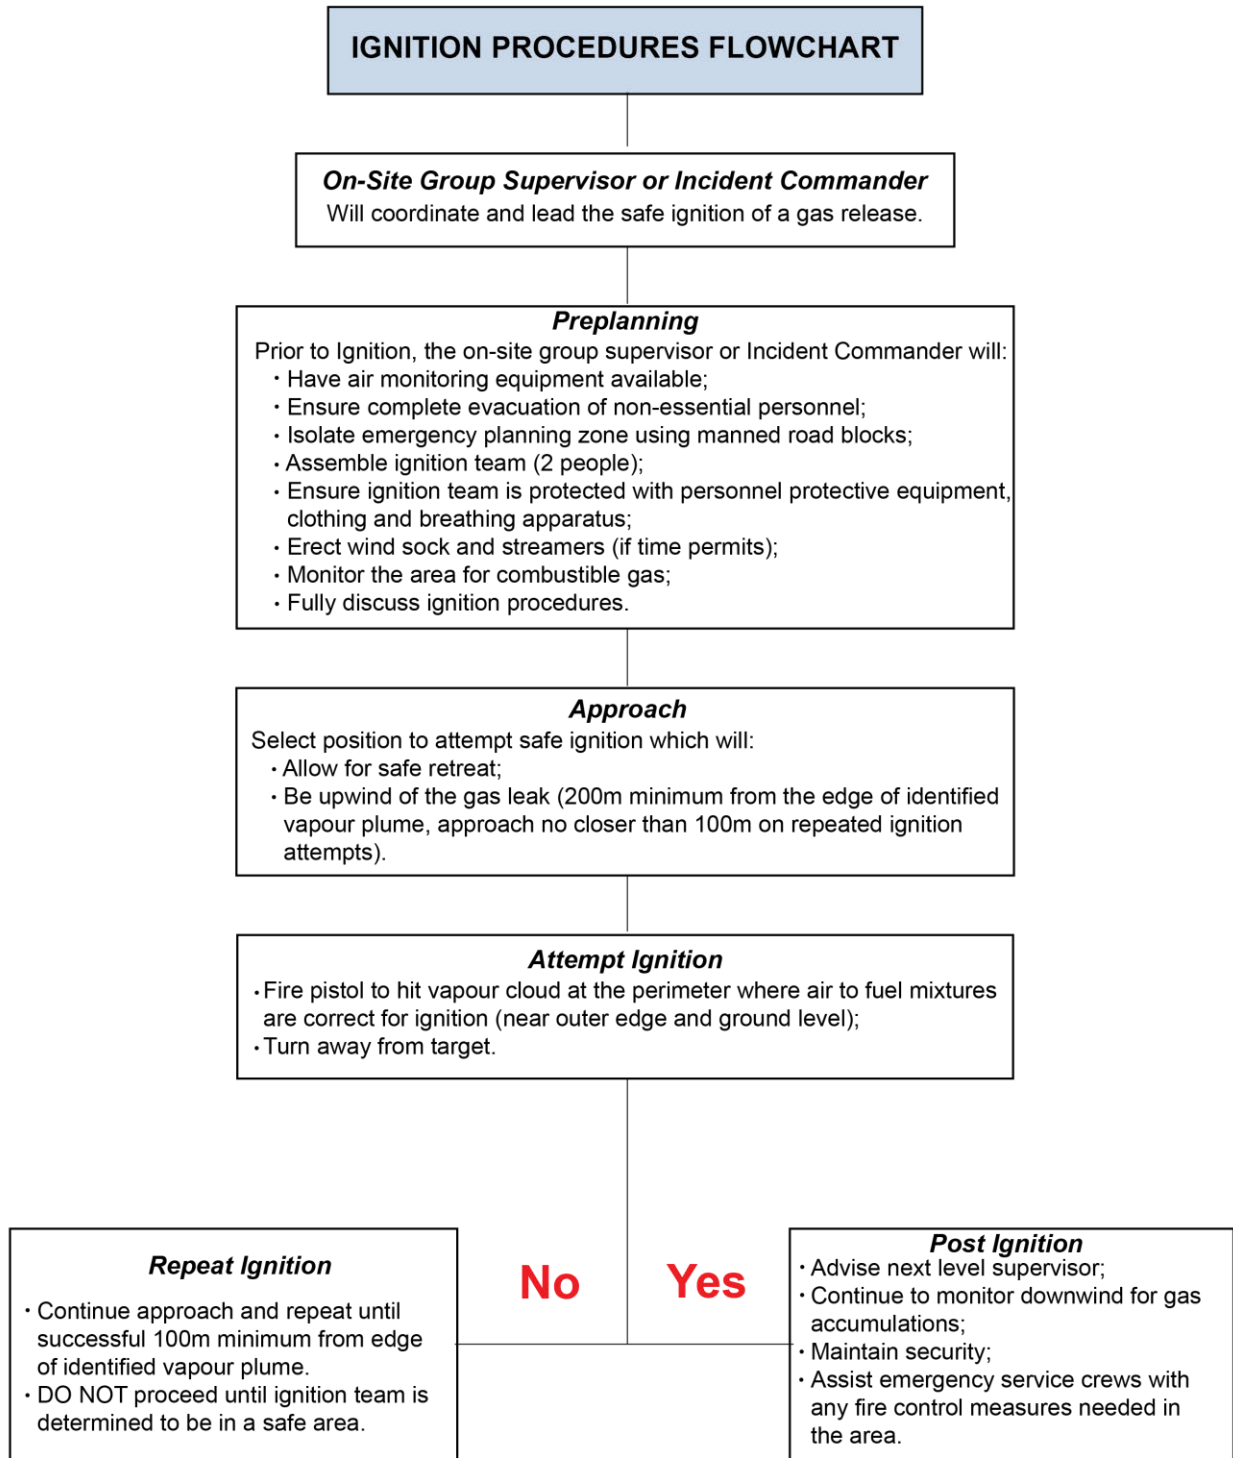 IGNITION PROCEDURES FLOWCHART
On-Site Group Supervisor or Incident Commander
Will coordinate and lead the safe ignition of a gas release.
Preplanning
Prior to Ignition, the on-site group supervisor or Incident Commander will:
· Have air monitoring equipment available;
· Ensure complete evacuation of non-essential personnel;
· Isolate emergency planning zone using manned road blocks;
· Assemble ignition team (2 people);
· Ensure ignition team is protected with personnel protective equipment,
clothing and breathing apparatus;
· Erect wind sock and streamers (if time permits);
· Monitor the area for combustible gas;
· Fully discuss ignition procedures.
Approach
Select position to attempt safe ignition which will:
· Allow for safe retreat;
· Be upwind of the gas leak (200m minimum from the edge of identified
vapour plume, approach no closer than 100m on repeated ignition
attempts).
Attempt Ignition
· Fire pistol to hit vapour cloud at the perimeter where air to fuel mixtures
are correct for ignition (near outer edge and ground level);
· Turn away from target.
Repeat Ignition
· Continue approach and repeat until
successful 100m minimum from edge
of identified vapour plume.
· DO NOT proceed until ignition team is
determined to be in a safe area.
No
Yes
Post Ignition
· Advise next level supervisor;
· Continue to monitor downwind for gas
accumulations;
· Maintain security;
· Assist emergency service crews with
any fire control measures needed in
the area.